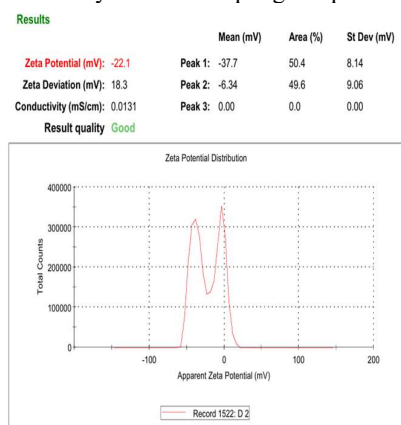 Results
Mean (mV) Area (%) St Dev (mV)
Zeta Potential (mV): -22.1 Peak 1: -37.7 50.4 8.14
Zeta Deviation (mV): 18.3 Peak 2: -6.34 49.6 9.06
Conductivity (mS/cm): 0.0131 Peak 3: 0.00 0.0 0.00
Result quality Good
Zeta Potential Distribution
400000
300000
200000
100000
0
Total Counts
-100 0 100 200
Apparent Zeta Potential (mV)
Record 1522: D 2